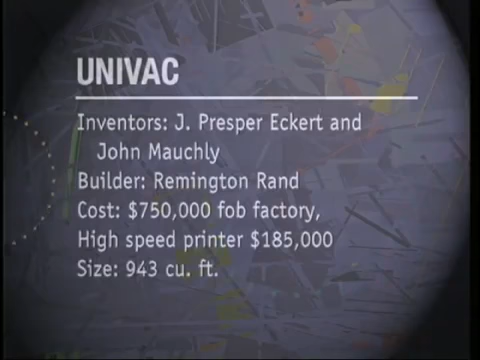 UNIVAC
Inventors: J. Presper Eckert and
John Mauchly
Builder: Remington Rand
Cost: $750,000 fob factory,
High speed printer $185,000
Size: 943 cu. ft.